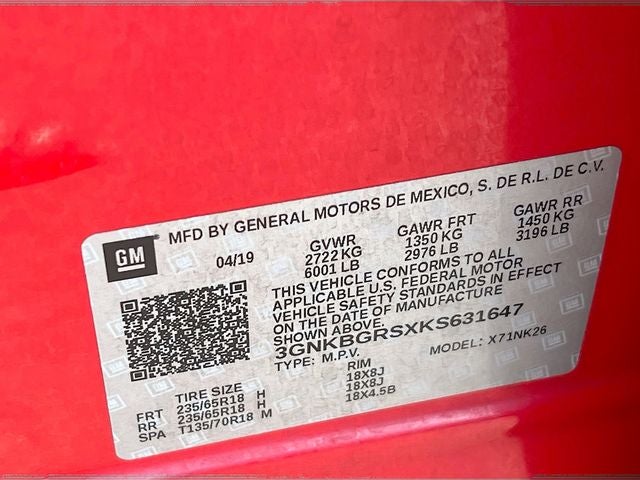 GM
MFD BY GENERAL MOTORS DE MEXICO, S. DE R.L. DE C.V.
04/19 GVWR GAWR FRT GAWR RR
2722 KG 1350 KG 1450 KG
6001 LB 2976 LB 3196 LB
THIS VEHICLE CONFORMS TO ALL
APPLICABLE U.S. FEDERAL MOTOR
VEHICLE SAFETY STANDARDS IN EFFECT
ON THE DATE OF MANUFACTURE
SHOWN ABOVE.
3GNKBGRSXKS631647
TYPE: M.P.V. MODEL: X71NK26
TIRE SIZE RIM
FRT 235/65R18 H 18X8J
RR 235/65R18 H 18X8J
SPA T135/70R18 M 18X4.5B